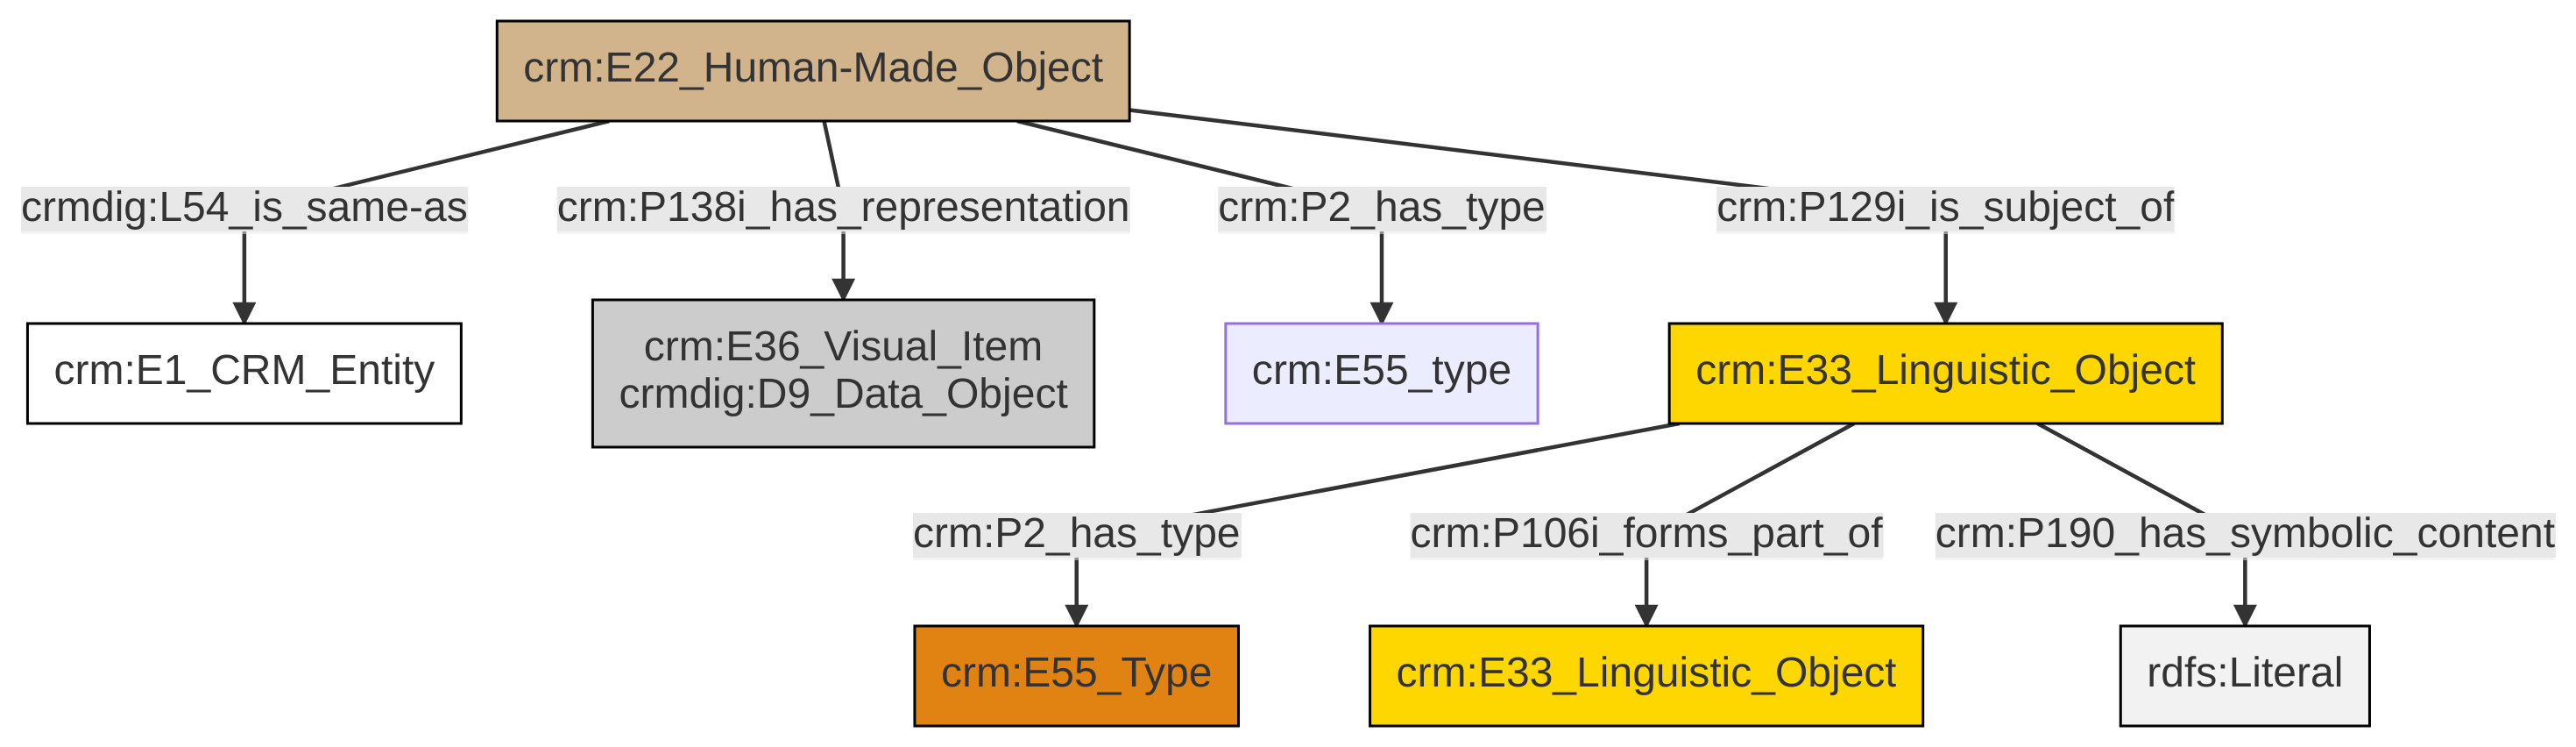 crm:E22_Human-Made_Object
crmdig:L54_is_same-as
crm:P138i_has_representation
crm:P2_has_type
crm:P129i_is_subject_of
crm:E1_CRM_Entity
crm:E36_Visual_Item
crmdig:D9_Data_Object
crm:E55_type
crm:E33_Linguistic_Object
crm:P2_has_type
crm:P106i_forms_part_of
crm:P190_has_symbolic_content
crm:E55_Type
crm:E33_Linguistic_Object
rdfs:Literal